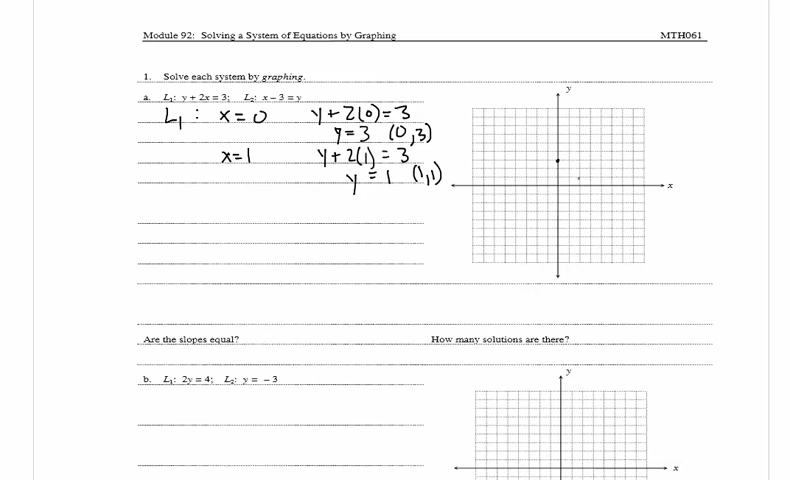 Module 92: Solving a System of Equations by Graphing MTH061
1. Solve each system by graphing.
a. L₁: y + 2x = 3; L₂: x – 3 = y
L₁ : x = 0 y + 2(0) = 3
y = 3 (0,3)
x = 1 y + 2(1) = 3
y = 1 (1,1)
y
x
Are the slopes equal? How many solutions are there?
b. L₁: 2y = 4; L₂: y = – 3
y
x